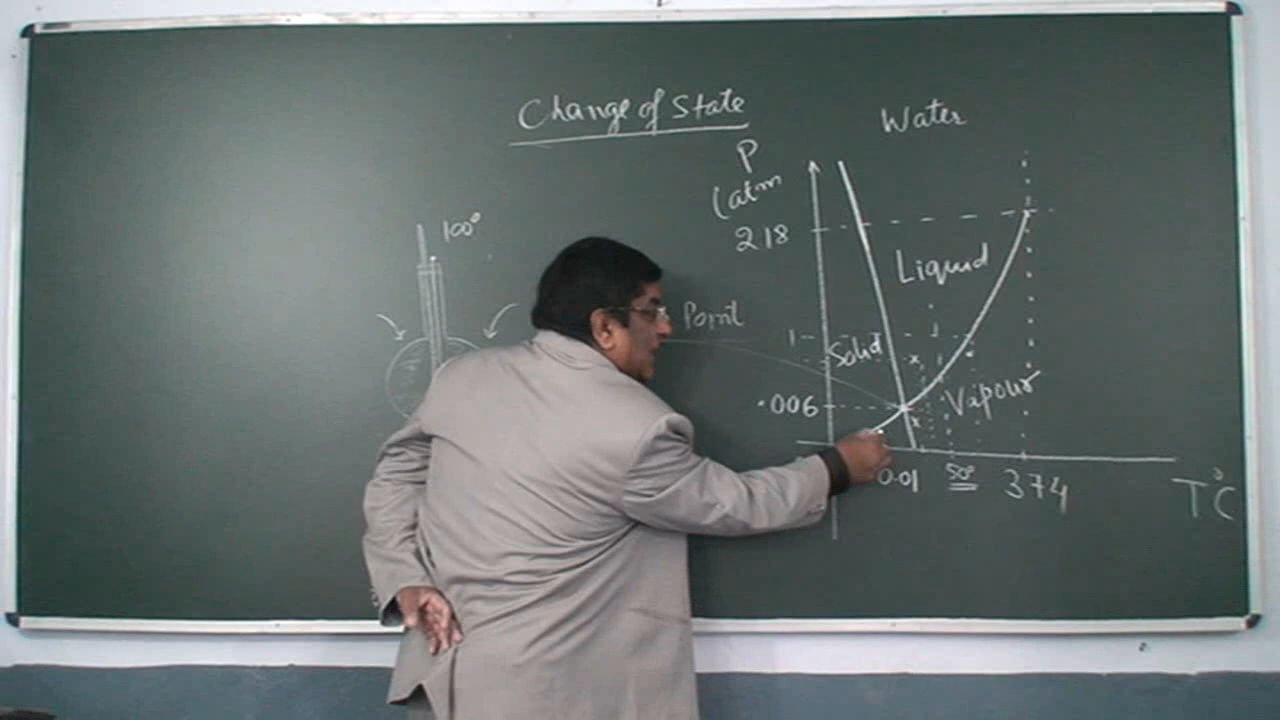 Change of State
Water
P
(atm
218
100°
Liquid
Point
1
Solid
.006
Vapour
0.01
50°
374
T°C